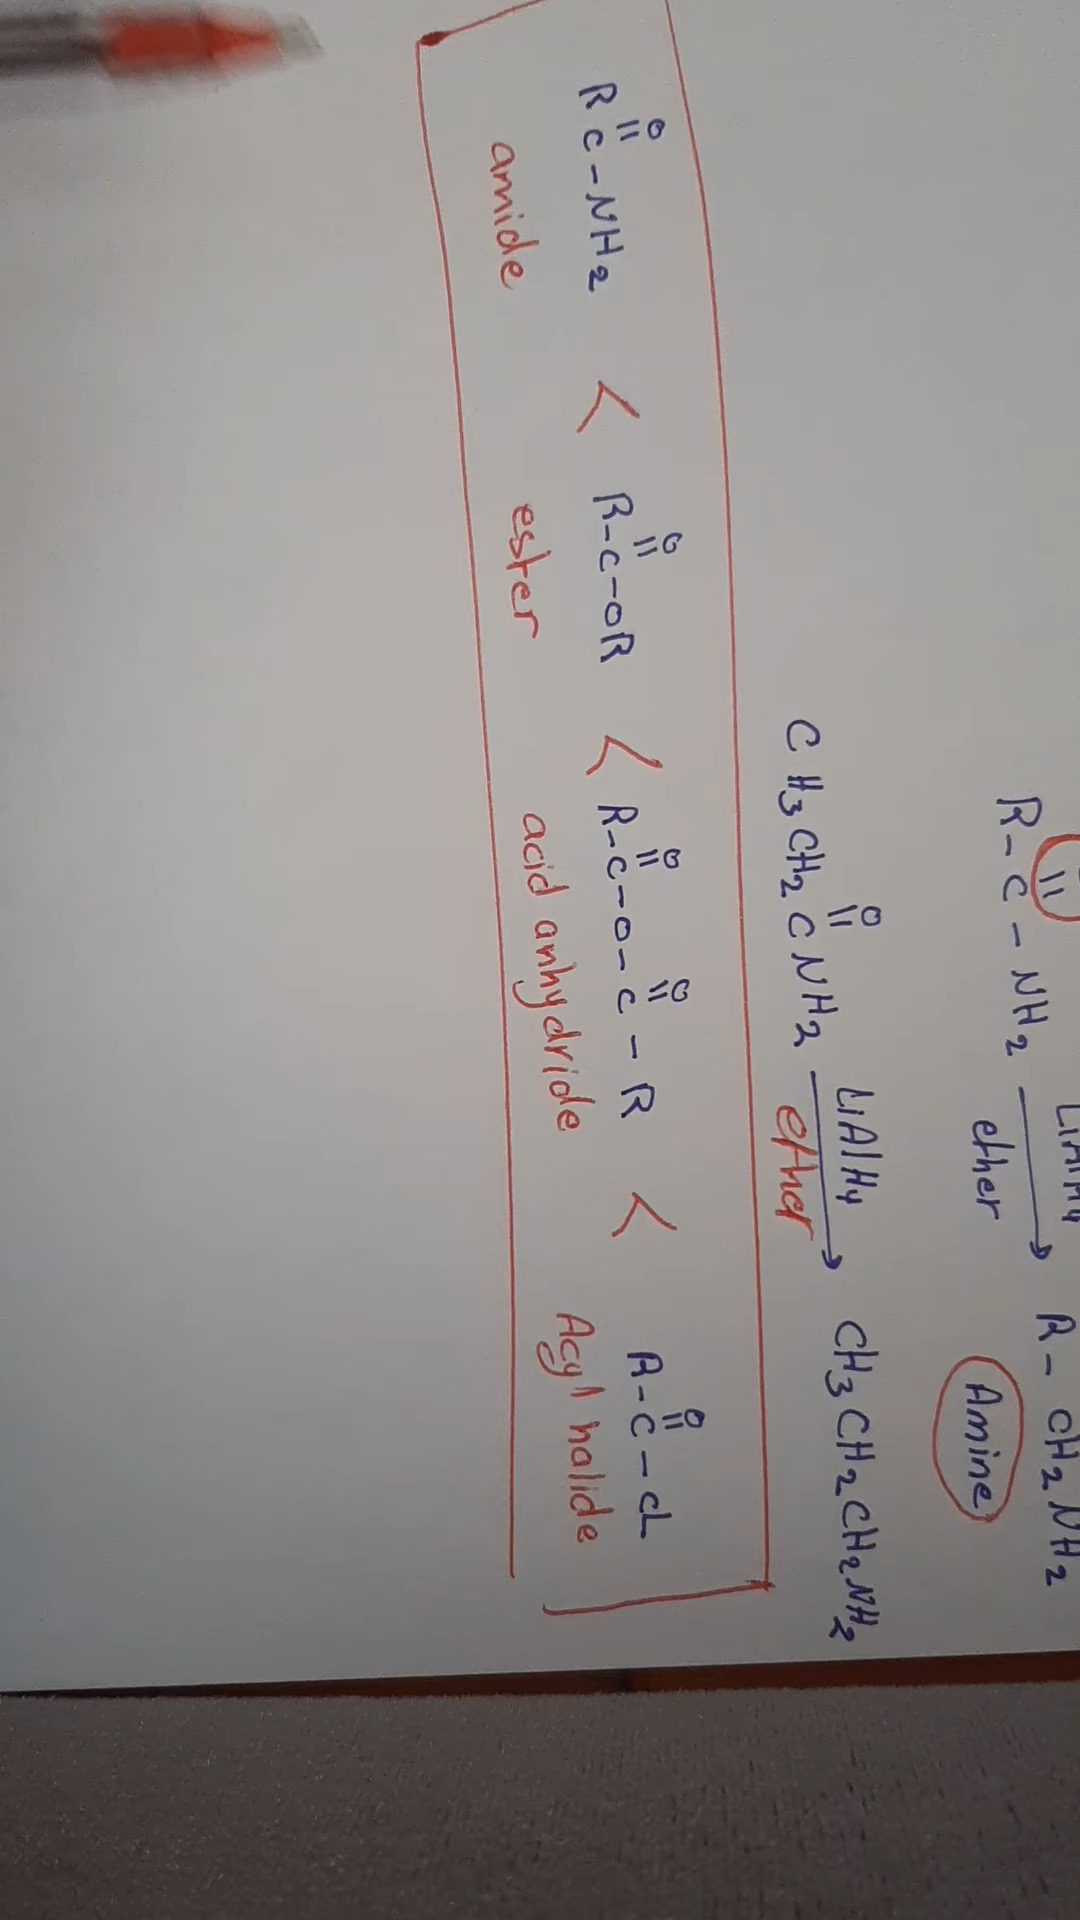 O
LiAlH4
R-C-NH2 → R-CH2NH2
ether
Amine
O
LiAlH4
CH3CH2CNH2 → CH3CH2CH2NH2
ether
O O O O O
RC-NH2 < R-C-OR < R-C-O-C-R < R-C-Cl
amide ester acid anhydride Acyl halide